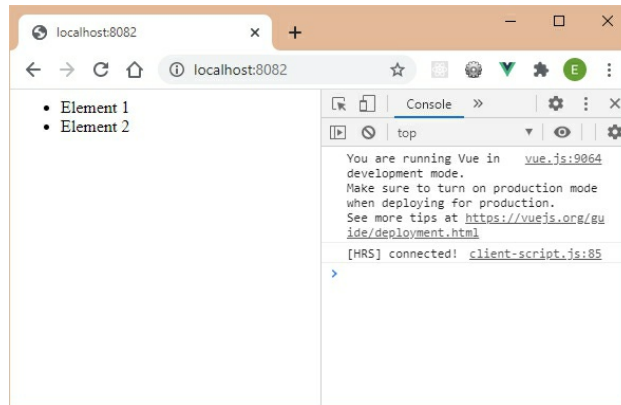 localhost:8082
localhost:8082
E
• Element 1
• Element 2
Console »
top
You are running Vue in vue.js:9064
development mode.
Make sure to turn on production mode
when deploying for production.
See more tips at https://vuejs.org/gu
ide/deployment.html
[HRS] connected! client-script.js:85